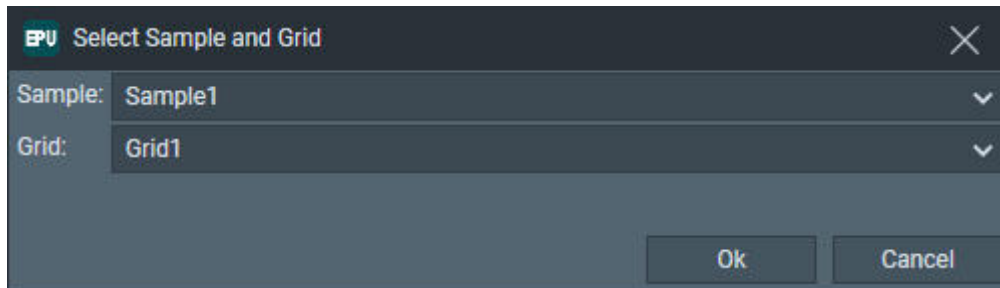 EPU Select Sample and Grid
Sample: Sample1
Grid: Grid1
Ok Cancel